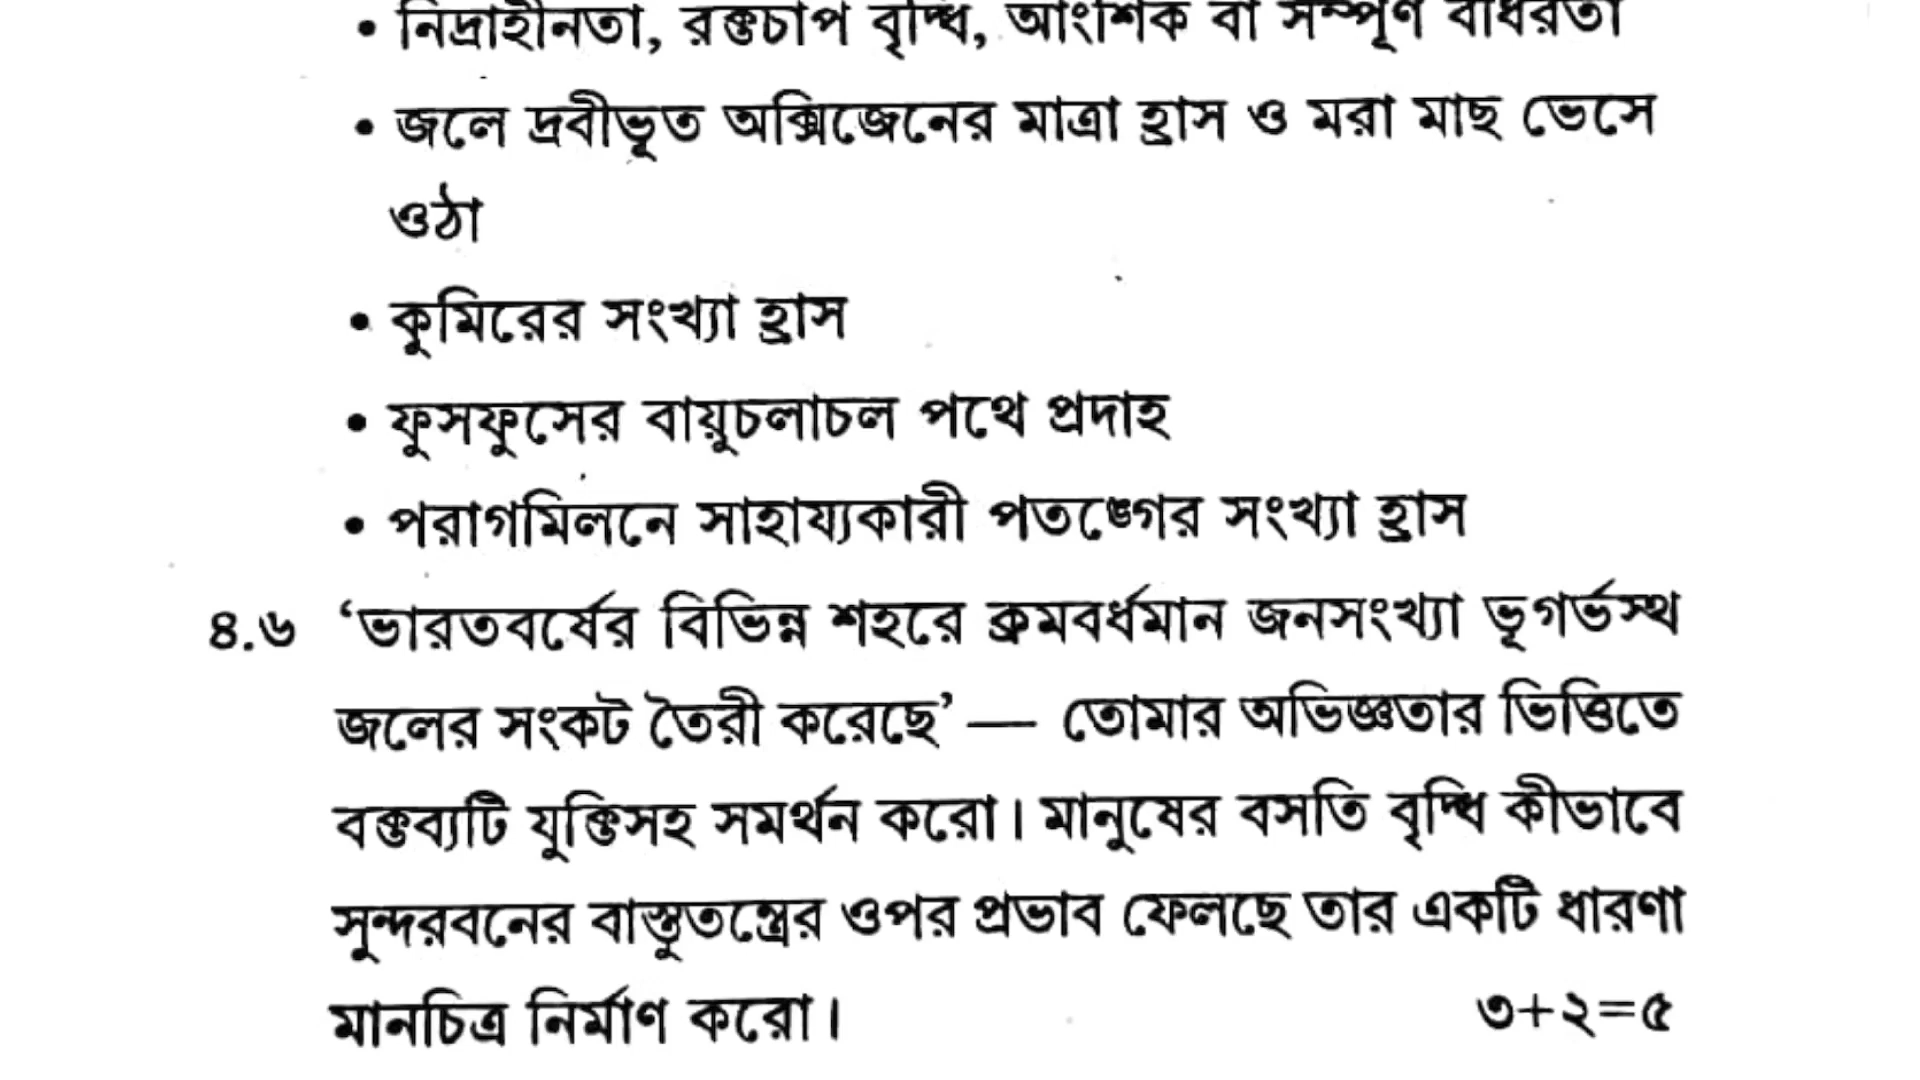 • নিদ্রাহীনতা, রক্তচাপ বৃদ্ধি, আংশিক বা সম্পূর্ণ বধিরতা
• জলে দ্রবীভূত অক্সিজেনের মাত্রা হ্রাস ও মরা মাছ ভেসে
ওঠা
• কুমিরের সংখ্যা হ্রাস
• ফুসফুসের বায়ুচলাচল পথে প্রদাহ
• পরাগমিলনে সাহায্যকারী পতঙ্গের সংখ্যা হ্রাস
৪.৬ ‘ভারতবর্ষের বিভিন্ন শহরে ক্রমবর্ধমান জনসংখ্যা ভূগর্ভস্থ
জলের সংকট তৈরী করেছে’ — তোমার অভিজ্ঞতার ভিত্তিতে
বক্তব্যটি যুক্তিসহ সমর্থন করো। মানুষের বসতি বৃদ্ধি কীভাবে
সুন্দরবনের বাস্তুতন্ত্রের ওপর প্রভাব ফেলছে তার একটি ধারণা
মানচিত্র নির্মাণ করো। ৩+২=৫